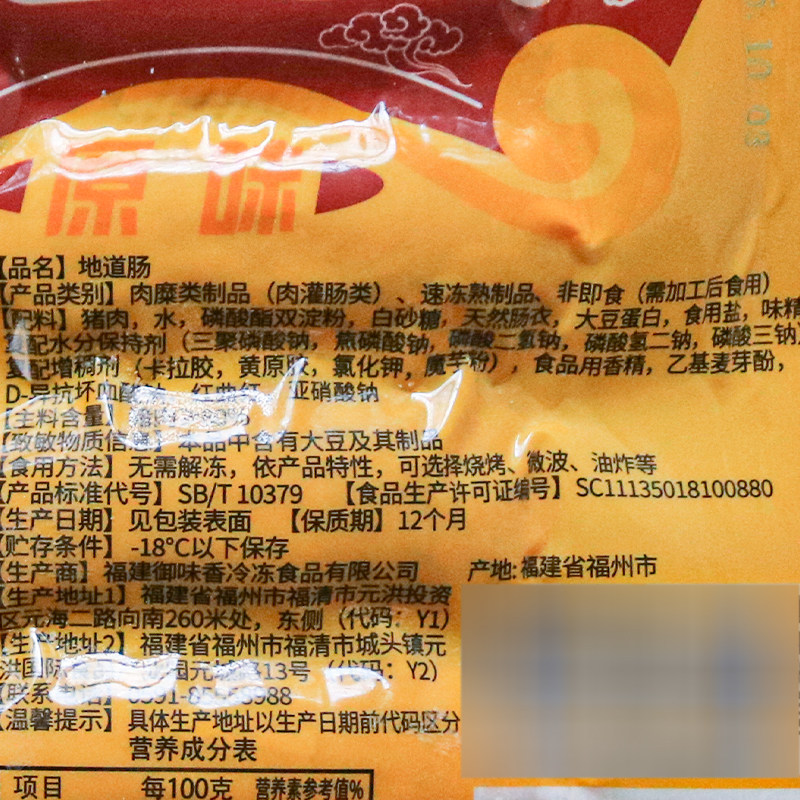 原味
【品名】地道肠
【产品类别】肉糜类制品（肉灌肠类）、速冻熟制品、非即食（需加工后食用）
【配料】猪肉，水，磷酸酯双淀粉，白砂糖，天然肠衣，大豆蛋白，食用盐，味精
复配水分保持剂（三聚磷酸钠，焦磷酸钠，磷酸二氢钠，磷酸氢二钠，磷酸三钠
复配增稠剂（卡拉胶，黄原胶，氯化钾，魔芋粉），食品用香精，乙基麦芽酚，
D-异抗坏血酸钠，红曲红，亚硝酸钠
【主料含量】
【致敏物质信息】本品中含有大豆及其制品
【食用方法】无需解冻，依产品特性，可选择烧烤、微波、油炸等
【产品标准代号】SB/T 10379 【食品生产许可证编号】SC11135018100880
【生产日期】见包装表面 【保质期】12个月
【贮存条件】-18℃以下保存
【生产商】福建御味香冷冻食品有限公司 产地:福建省福州市
【生产地址1】福建省福州市福清市元洪投资
区元海二路向南260米处，东侧（代码：Y1）
【生产地址2】福建省福州市福清市城头镇元
洪国际食品 园元城路13号（代码：Y2）
【联系电话】
【温馨提示】具体生产地址以生产日期前代码区分
营养成分表
项目 每100克 营养素参考值%